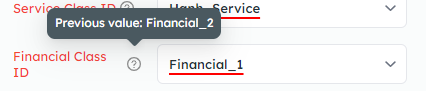 Service Class ID
Hanh_Service
Previous value: Financial_2
Financial Class
ID
?
Financial_1